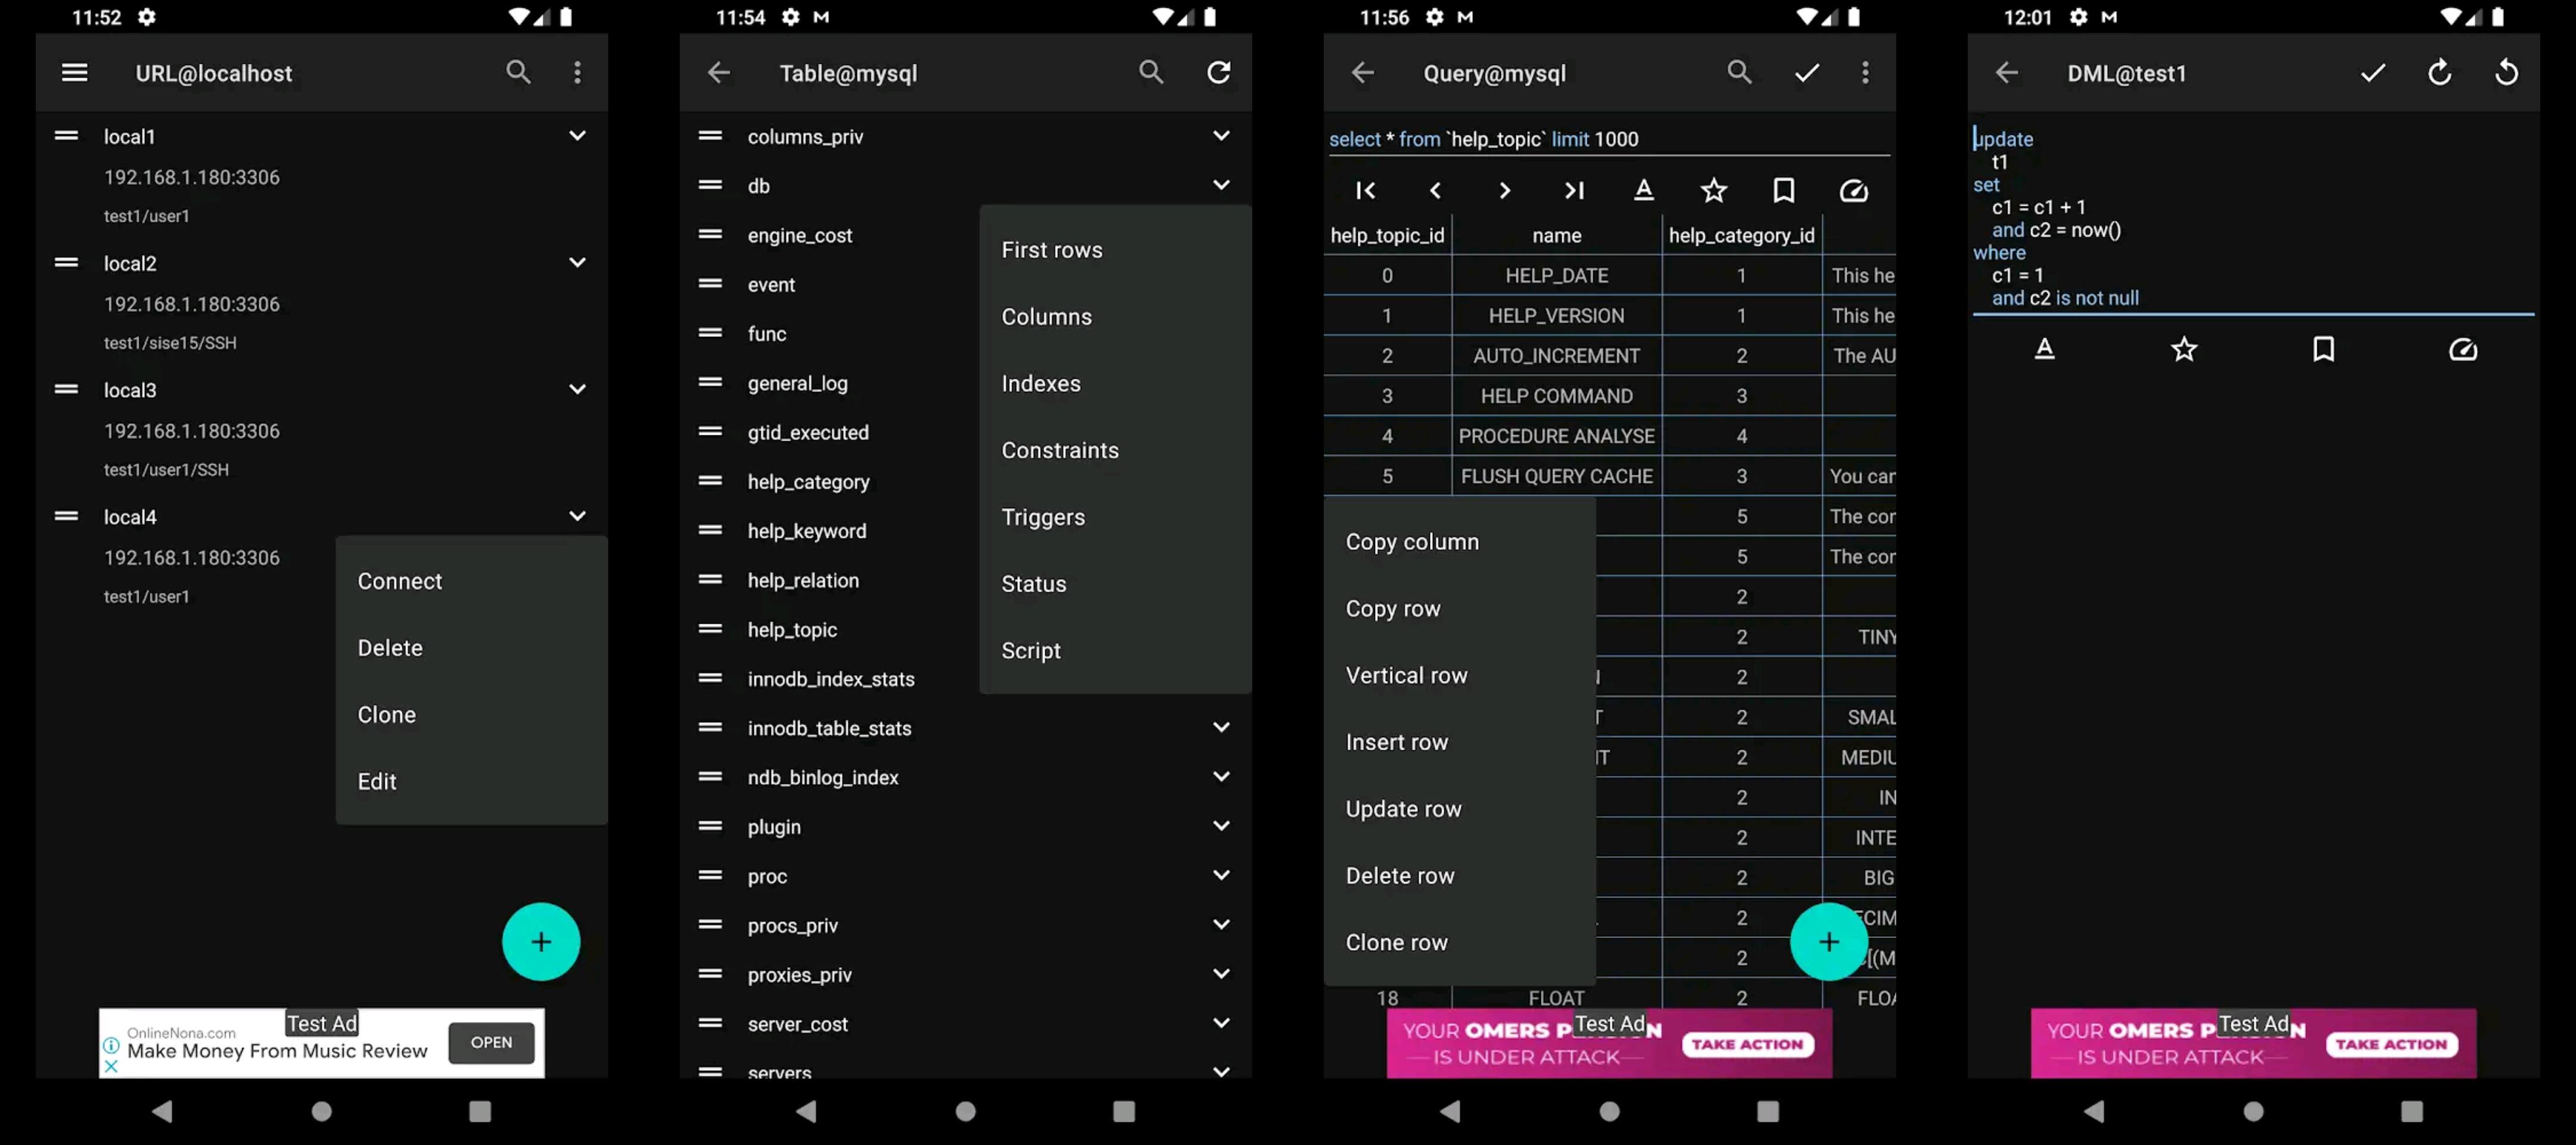 11:52
URL@localhost
local1
192.168.1.180:3306
test1/user1
local2
192.168.1.180:3306
test1/sise15/SSH
local3
192.168.1.180:3306
test1/user1/SSH
local4
192.168.1.180:3306
test1/user1
Connect
Delete
Clone
Edit
+
Test Ad
OnlineNona.com
Make Money From Music Review
OPEN
11:54 M
Table@mysql
columns_priv
db
engine_cost
event
func
general_log
gtid_executed
help_category
help_keyword
help_relation
help_topic
innodb_index_stats
innodb_table_stats
ndb_binlog_index
plugin
proc
procs_priv
proxies_priv
server_cost
servers
First rows
Columns
Indexes
Constraints
Triggers
Status
Script
11:56 M
Query@mysql
select * from `help_topic` limit 1000
help_topic_id name help_category_id
0 HELP_DATE 1 This he
1 HELP_VERSION 1 This he
2 AUTO_INCREMENT 2 The AU
3 HELP COMMAND 3
4 PROCEDURE ANALYSE 4
5 FLUSH QUERY CACHE 3 You can
5 The cor
5 The cor
2
2 TINY
2
T 2 SMAL
IT 2 MEDIU
2 IN
2 INTE
2 BIG
2 ECIM
2 [(M
18 FLOAT 2 FLOA
Copy column
Copy row
Vertical row
Insert row
Update row
Delete row
Clone row
+
YOUR OMERS P Test Ad N
IS UNDER ATTACK
TAKE ACTION
12:01 M
DML@test1
update
t1
set
c1 = c1 + 1
and c2 = now()
where
c1 = 1
and c2 is not null
A
YOUR OMERS P Test Ad N
IS UNDER ATTACK
TAKE ACTION